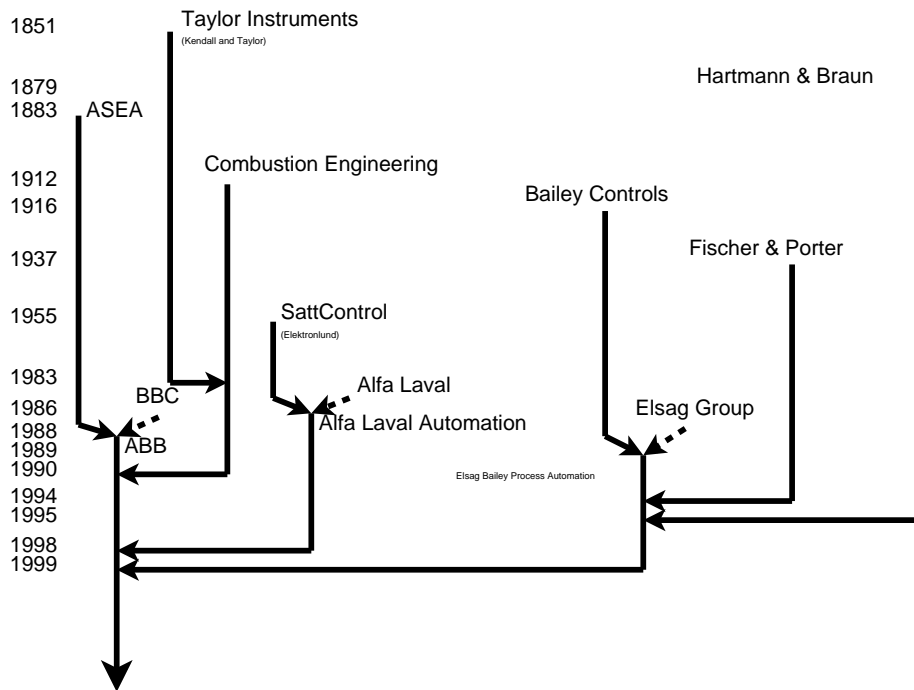 1851
Taylor Instruments
(Kendall and Taylor)
Hartmann & Braun
1879
1883
ASEA
Combustion Engineering
1912
Bailey Controls
1916
Fischer & Porter
1937
SattControl
1955
(Elektronlund)
1983
Alfa Laval
BBC
1986
Elsag Group
Alfa Laval Automation
1988
ABB
1989
1990
Elsag Bailey Process Automation
1994
1995
1998
1999